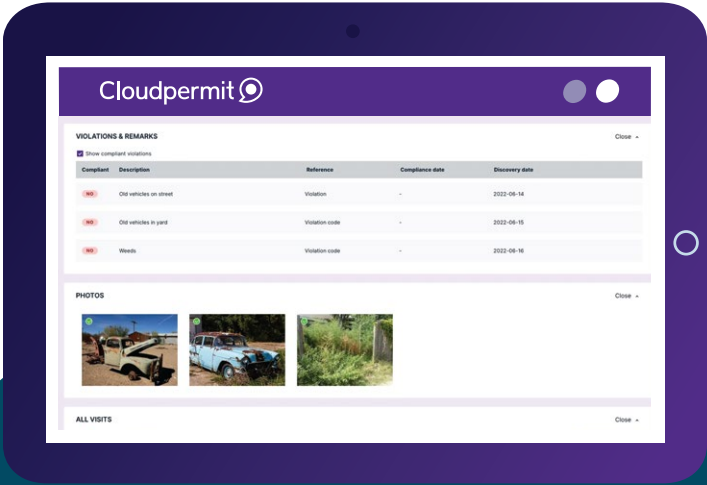 Cloudpermit
VIOLATIONS & REMARKS Close
Show compliant violations
Compliant Description Reference Compliance date Discovery date
NO Old vehicles on street Violation - 2022-06-14
NO Old vehicles in yard Violation code - 2022-06-15
NO Weeds Violation code - 2022-06-16
PHOTOS Close
ALL VISITS Close